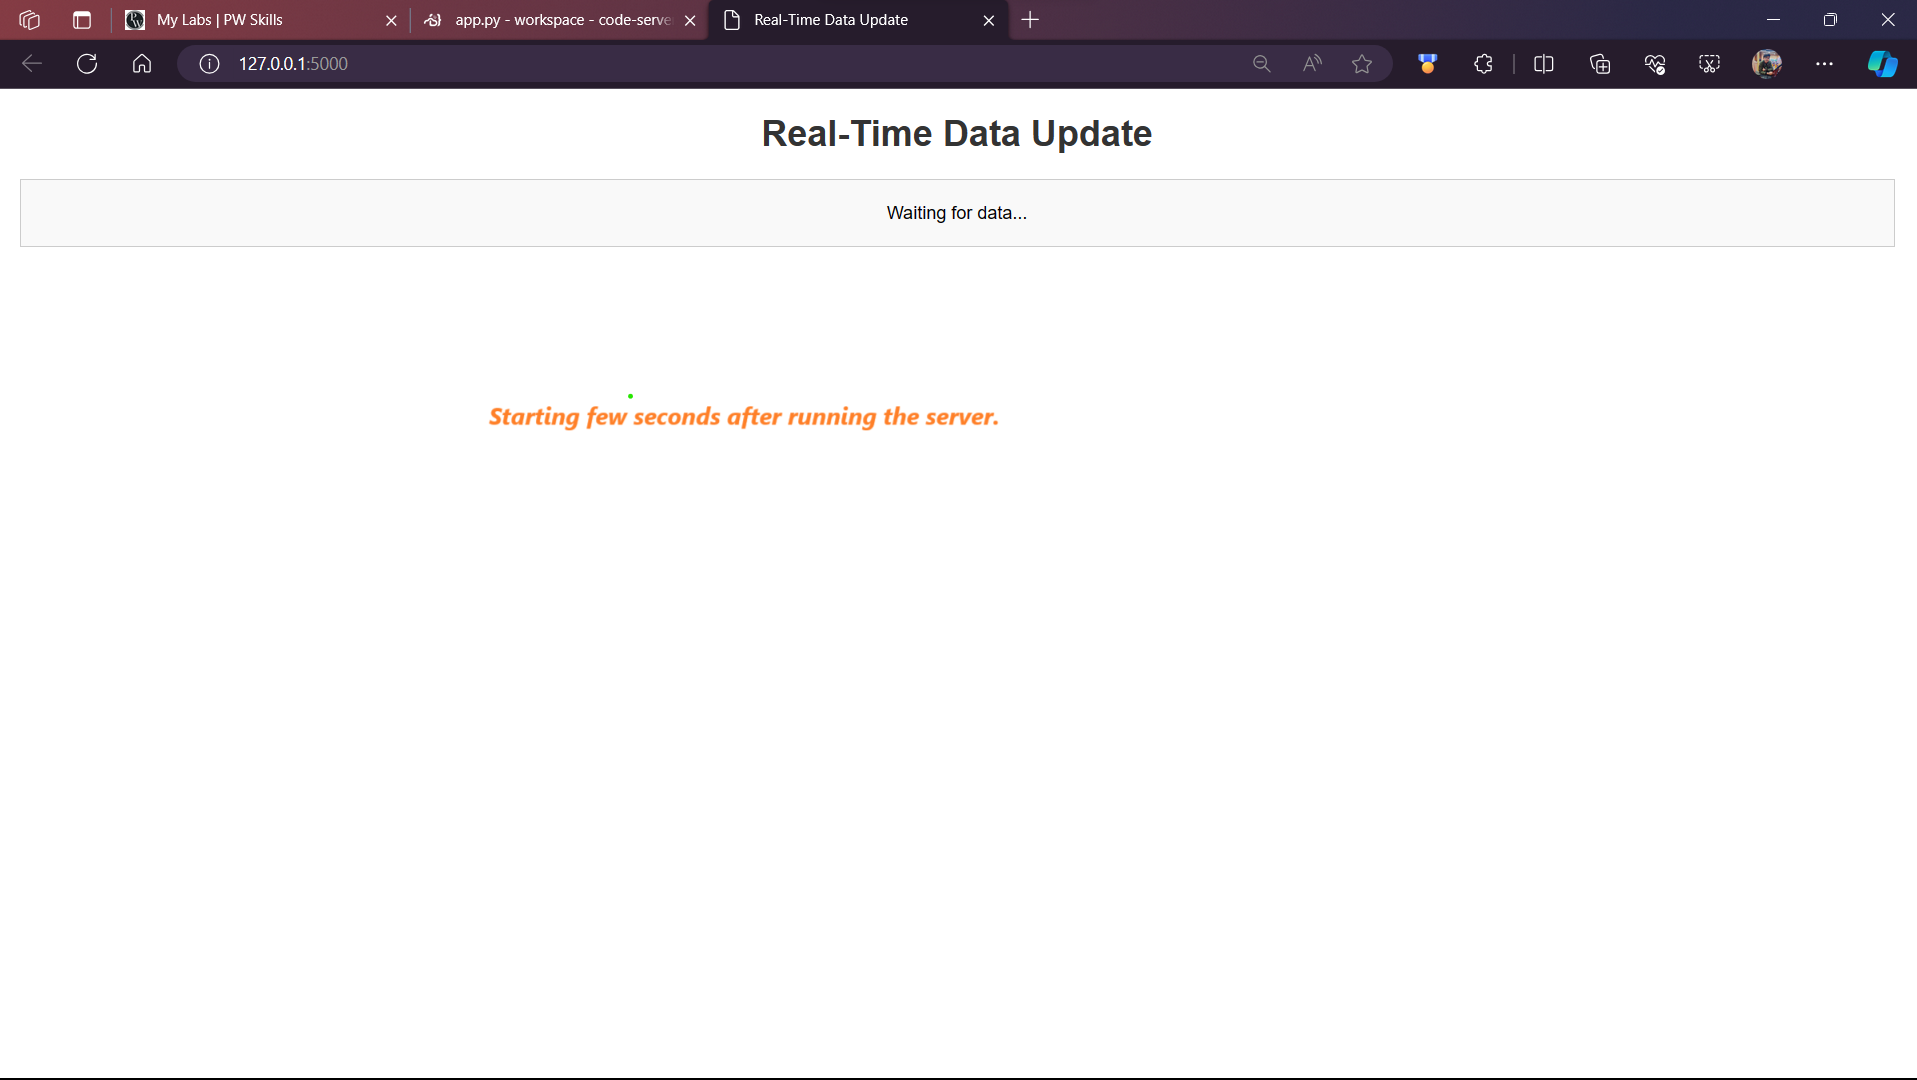 My Labs | PW Skills
app.py - workspace - code-serve
Real-Time Data Update
127.0.0.1:5000
Real-Time Data Update
Waiting for data...
Starting few seconds after running the server.